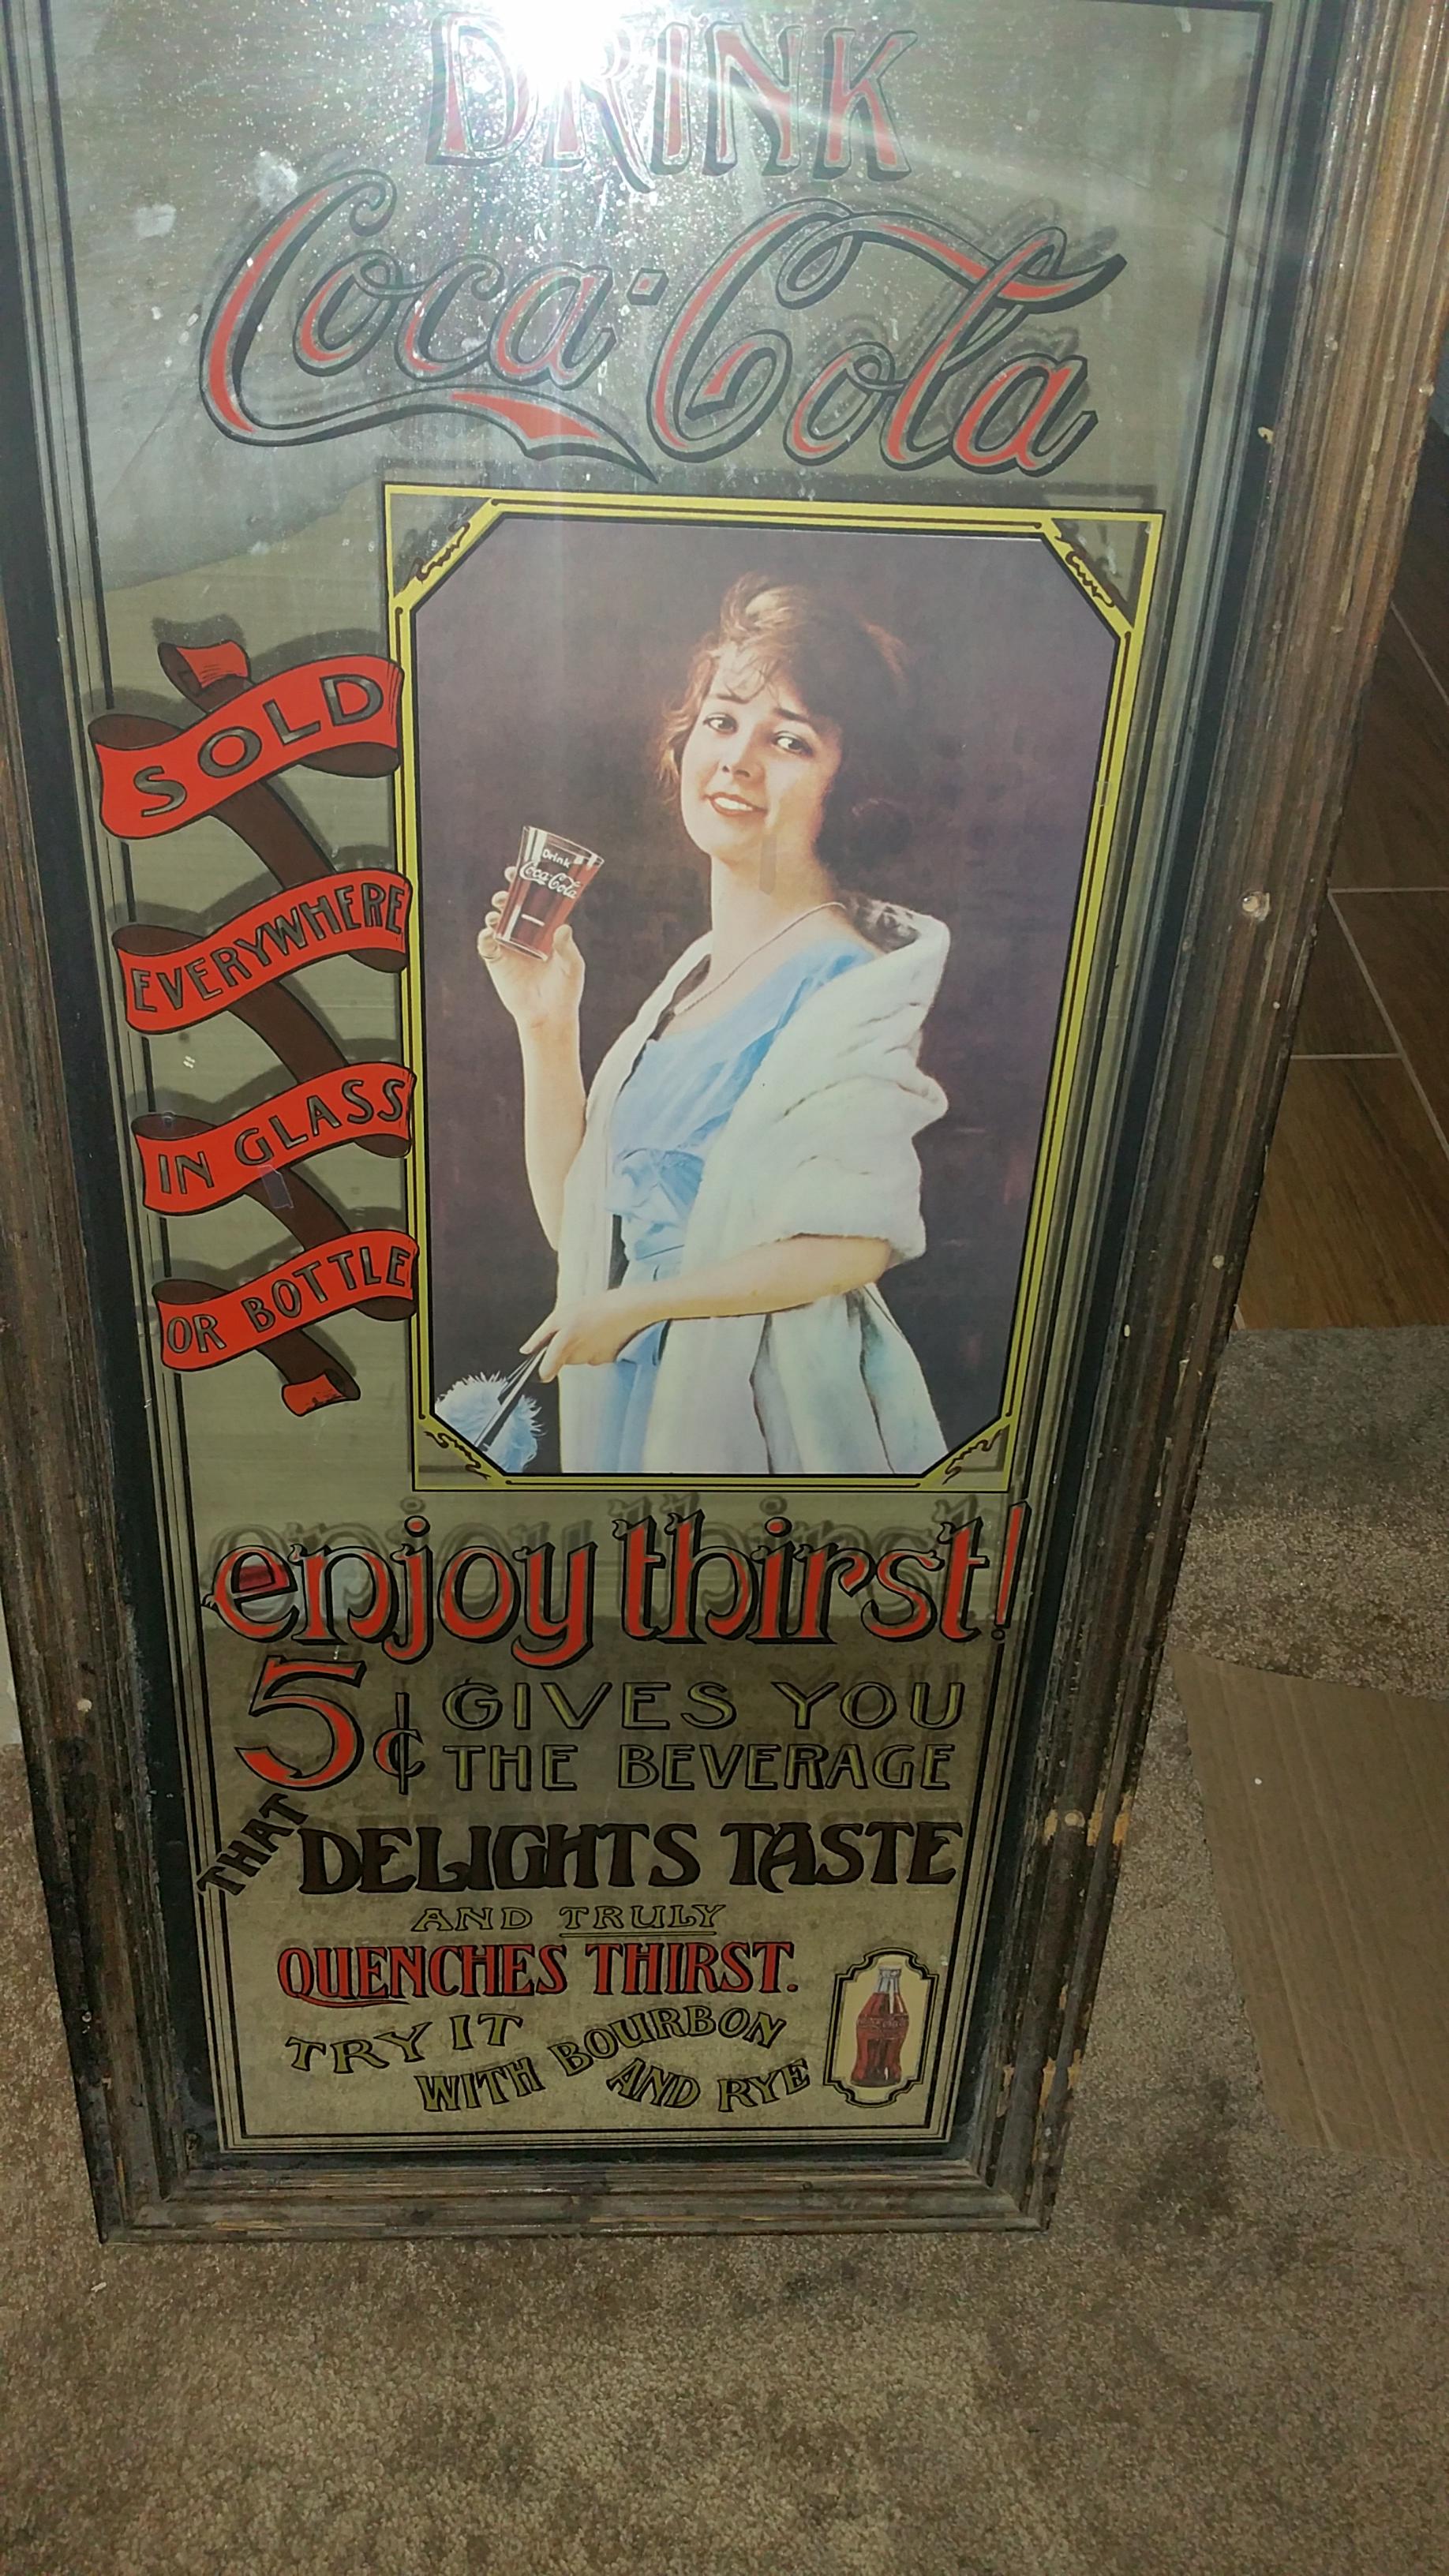 DRINK
Coca-Cola
SOLD
EVERYWHERE
IN GLASS
OR BOTTLE
Drink
Coca-Cola
enjoy thirst!
5¢ GIVES YOU
THE BEVERAGE
THAT DELIGHTS TASTE
AND TRULY
QUENCHES THIRST.
TRY IT
WITH BOURBON
AND RYE